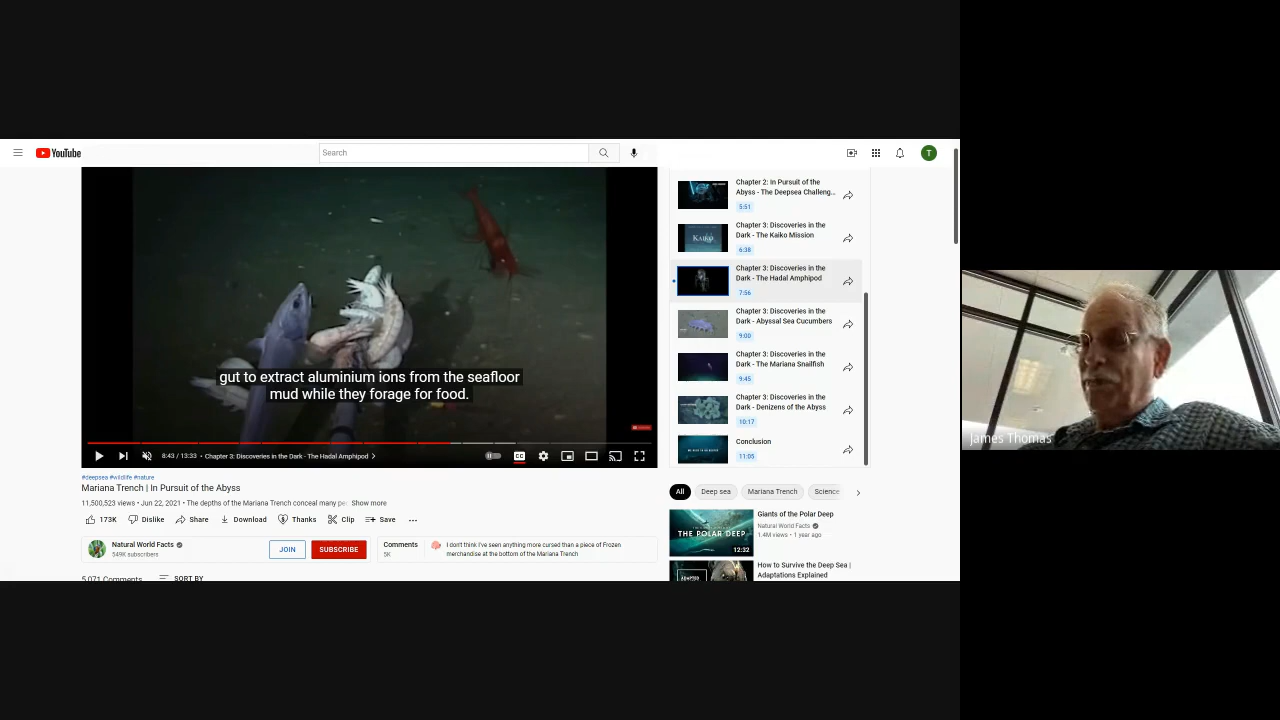 YouTube
Search
T
gut to extract aluminium ions from the seafloor
mud while they forage for food.
CC
8:43 / 13:33 • Chapter 3: Discoveries in the Dark - The Hadal Amphipod
#deepsea #wildlife #nature
Mariana Trench | In Pursuit of the Abyss
11,500,523 views • Jun 22, 2021 • The depths of the Mariana Trench conceal many pe Show more
173K Dislike Share Download Thanks Clip Save ...
Natural World Facts
549K subscribers
JOIN SUBSCRIBE
Comments
5K
I don't think I've seen anything more cursed than a piece of Frozen
merchandise at the bottom of the Mariana Trench
5,071 Comments SORT BY
Chapter 2: In Pursuit of the
Abyss - The Deepsea Challeng...
5:51
KAIKO
Chapter 3: Discoveries in the
Dark - The Kaiko Mission
6:38
Chapter 3: Discoveries in the
Dark - The Hadal Amphipod
7:56
Chapter 3: Discoveries in the
Dark - Abyssal Sea Cucumbers
9:00
Chapter 3: Discoveries in the
Dark - The Mariana Snailfish
9:45
Chapter 3: Discoveries in the
Dark - Denizens of the Abyss
10:17
Conclusion
11:05
All Deep sea Mariana Trench Science
THE POLAR DEEP
12:32
Giants of the Polar Deep
Natural World Facts
1.4M views • 1 year ago
ADAPTED
How to Survive the Deep Sea |
Adaptations Explained
James Thomas